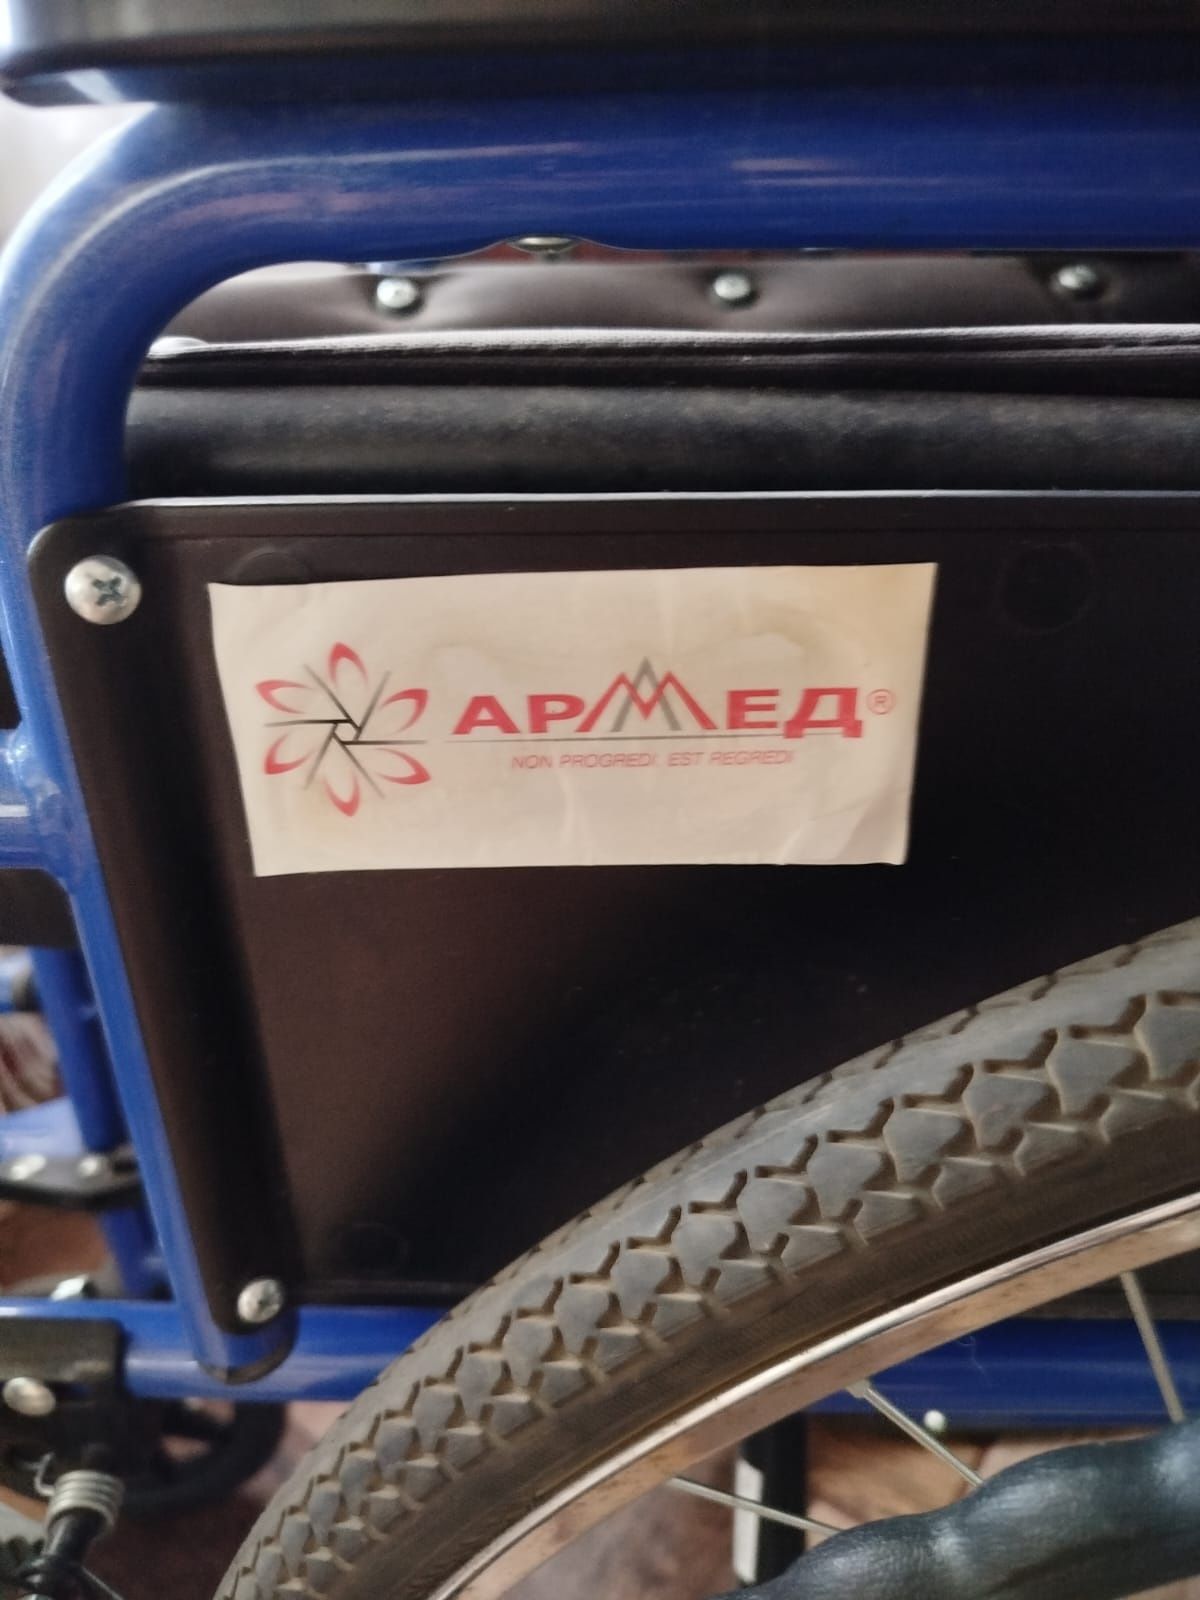 АРМЕД®
NON PROGREDI, EST REGREDI